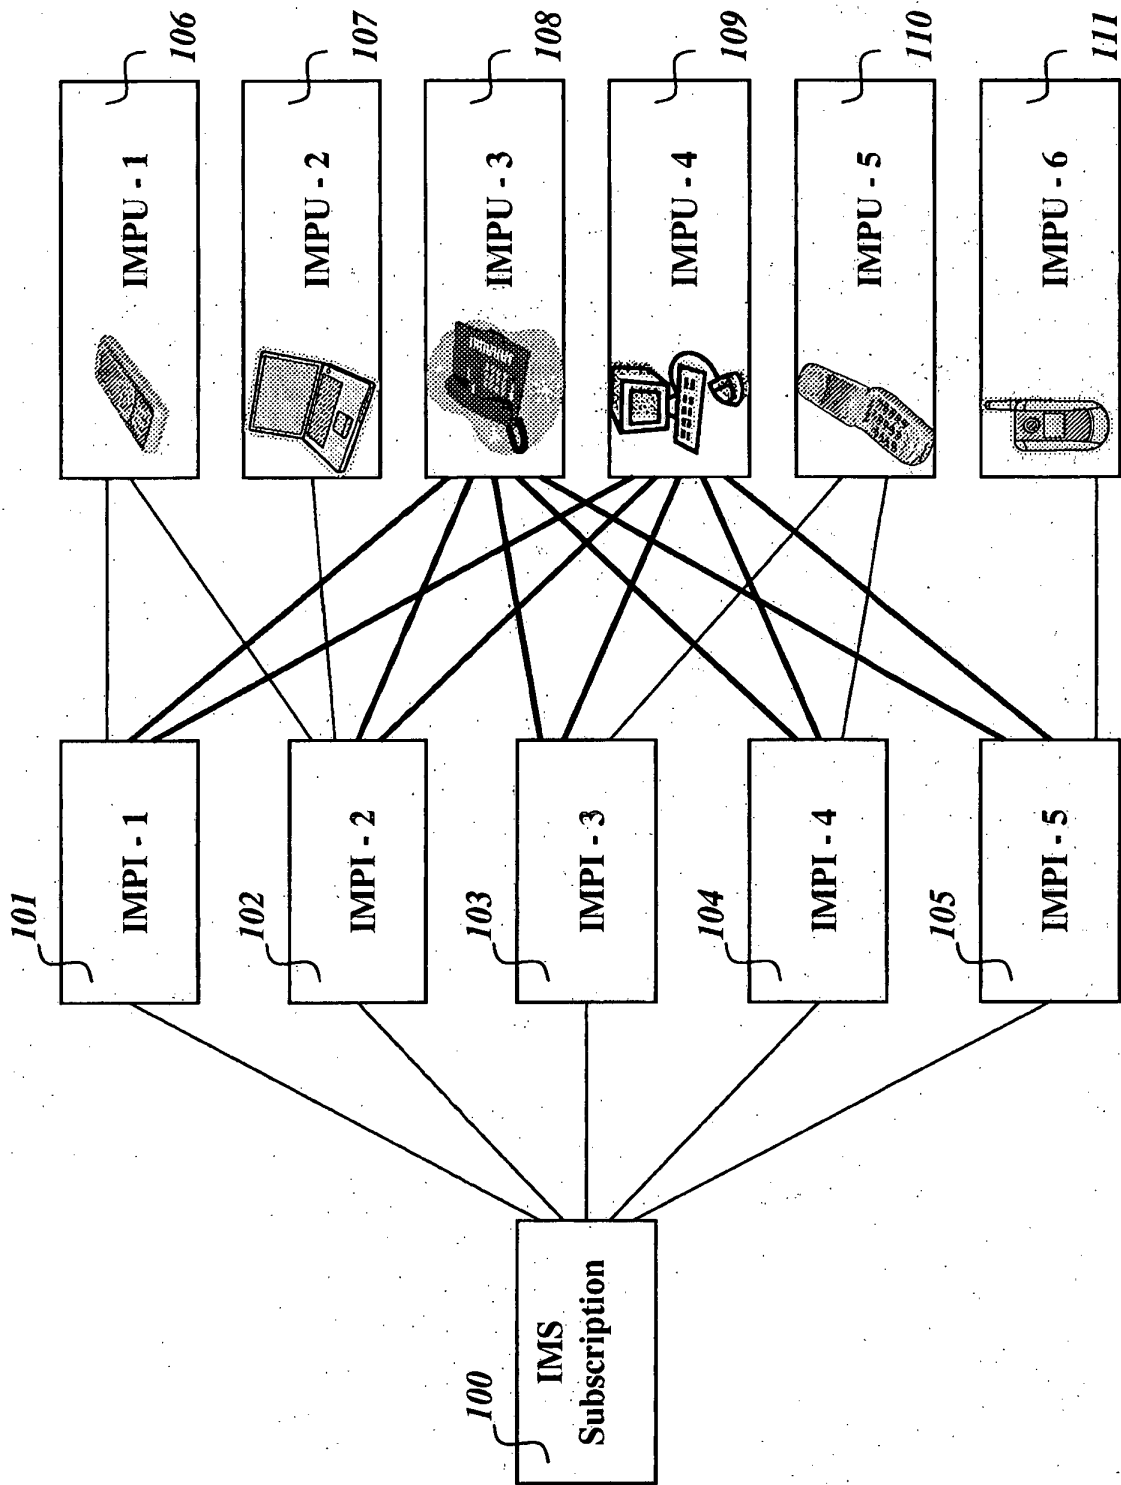 100
IMS
Subscription
101
IMPI - 1
102
IMPI - 2
103
IMPI - 3
104
IMPI - 4
105
IMPI - 5
IMPU - 1
106
IMPU - 2
107
IMPU - 3
108
IMPU - 4
109
IMPU - 5
110
IMPU - 6
111